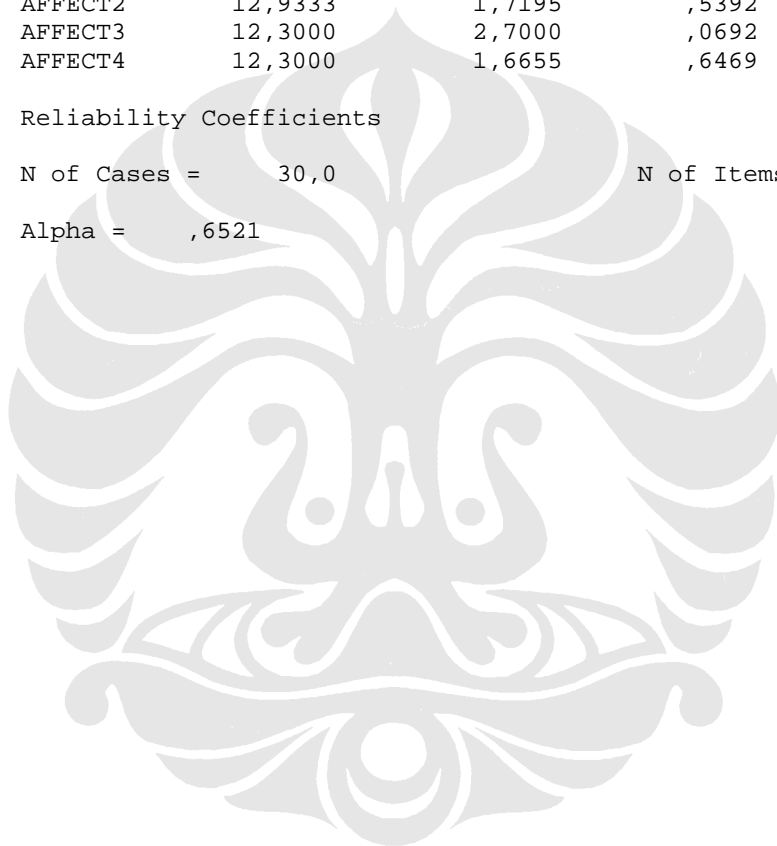 AFFECT2 12,9333 1,7195 ,5392
AFFECT3 12,3000 2,7000 ,0692
AFFECT4 12,3000 1,6655 ,6469
Reliability Coefficients
N of Cases = 30,0 N of Items
Alpha = ,6521